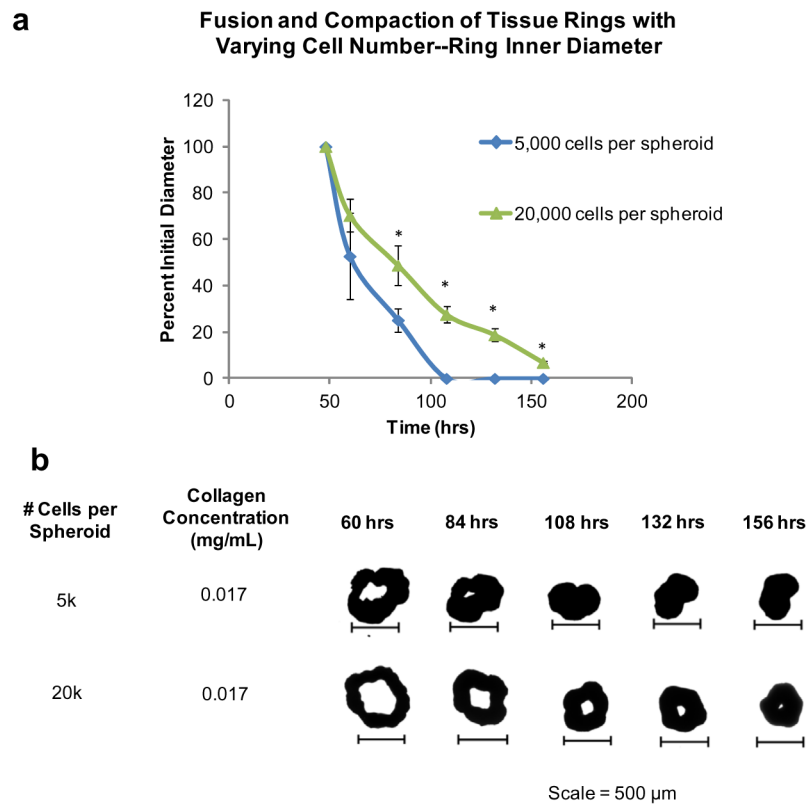 a
Fusion and Compaction of Tissue Rings with
Varying Cell Number--Ring Inner Diameter
120
100
80
60
40
20
0
Percent Initial Diameter
5,000 cells per spheroid
20,000 cells per spheroid
*
*
*
*
0
50
100
150
200
Time (hrs)
b
# Cells per
Spheroid
Collagen
Concentration
(mg/mL)
60 hrs
84 hrs
108 hrs
132 hrs
156 hrs
5k
0.017
20k
0.017
Scale = 500 µm